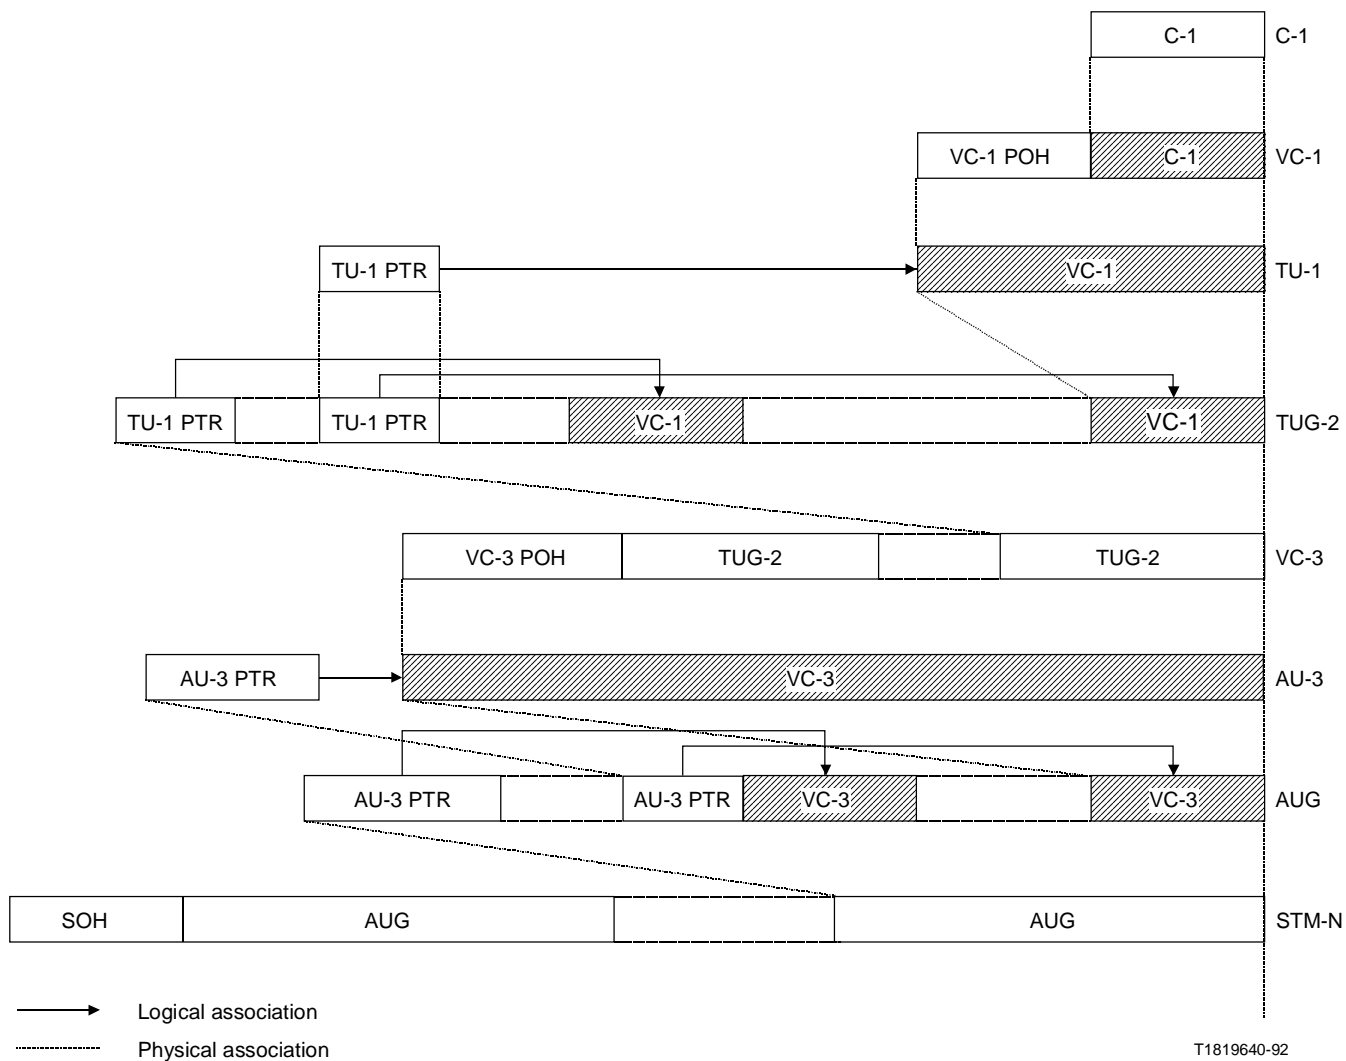 C-1 C-1
VC-1 POH C-1 VC-1
TU-1 PTR VC-1 TU-1
TU-1 PTR TU-1 PTR VC-1 VC-1 TUG-2
VC-3 POH TUG-2 TUG-2 VC-3
AU-3 PTR VC-3 AU-3
AU-3 PTR AU-3 PTR VC-3 VC-3 AUG
SOH AUG AUG STM-N
Logical association
Physical association
T1819640-92